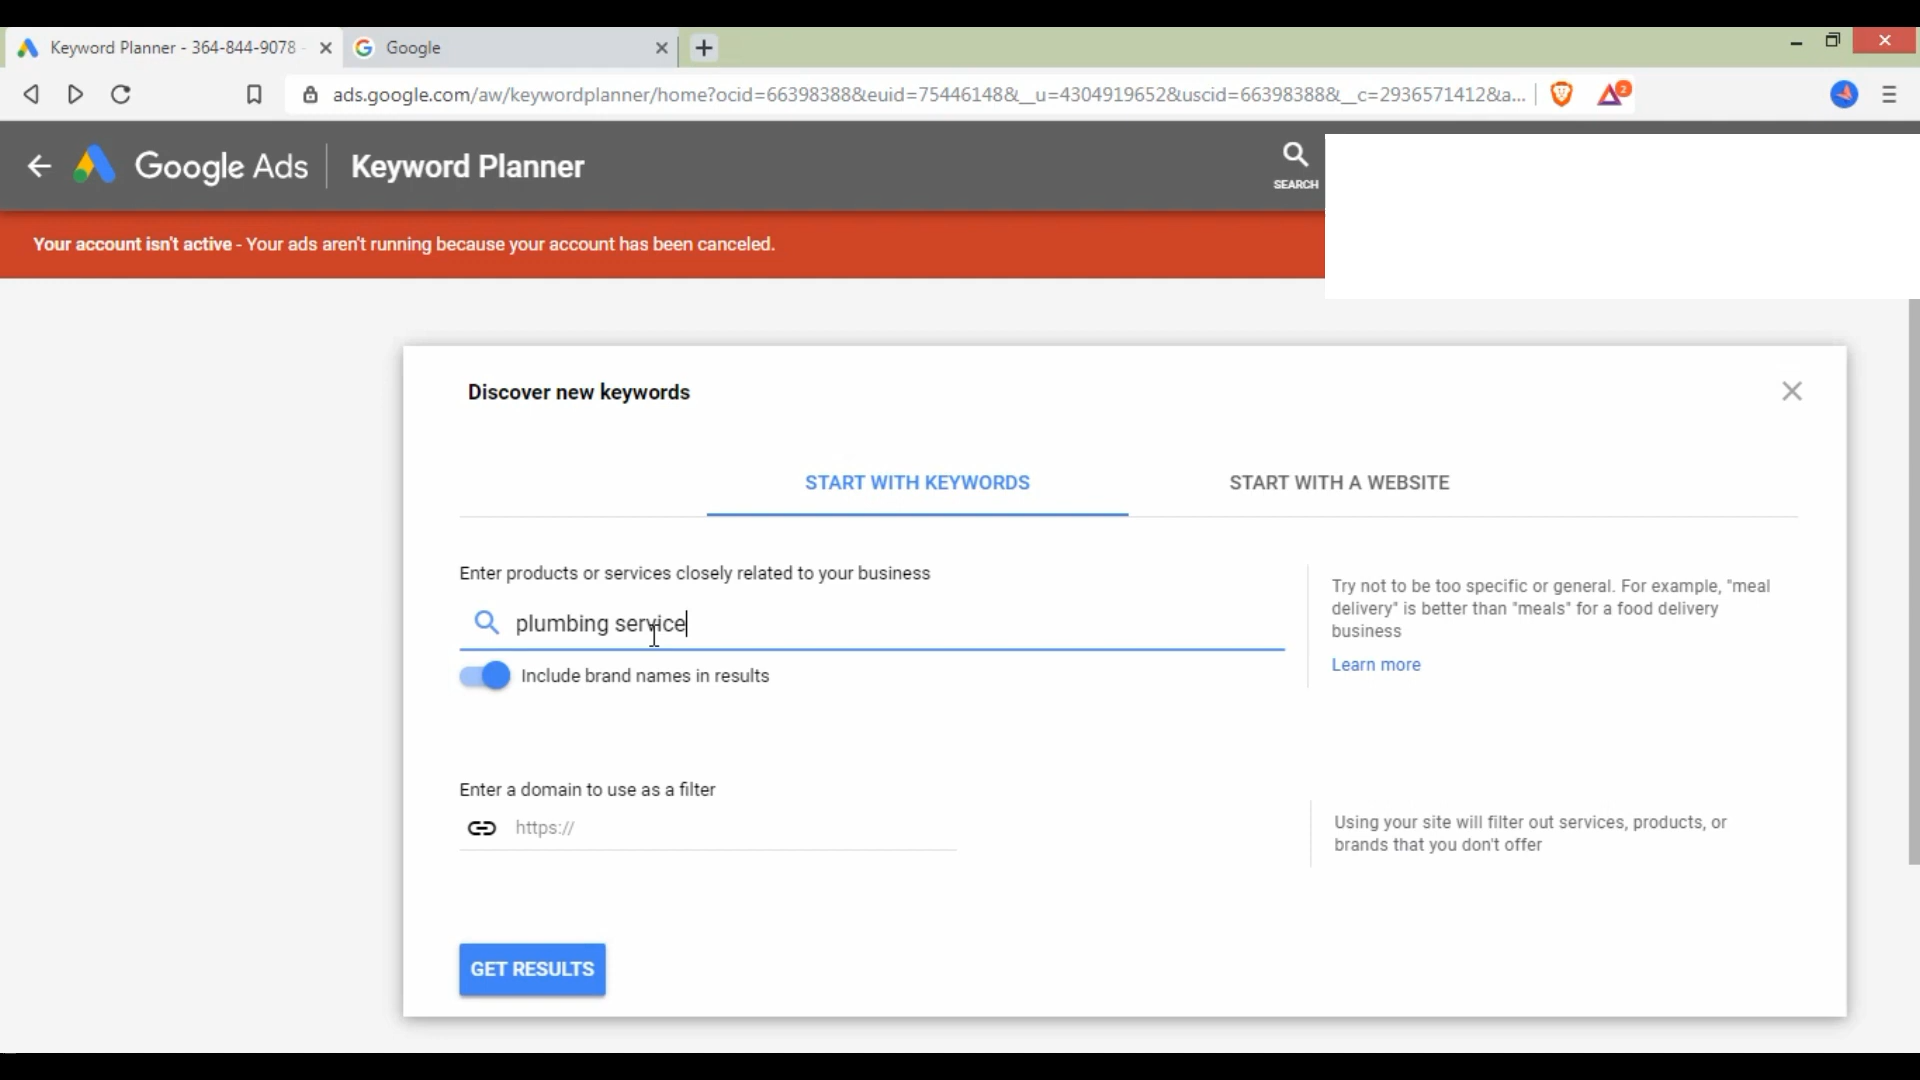 Keyword Planner - 364-844-9078 -
Google
ads.google.com/aw/keywordplanner/home?ocid=66398388&euid=75446148&__u=4304919652&uscid=66398388&__c=2936571412&a...
2
Google Ads
Keyword Planner
SEARCH
Your account isn't active - Your ads aren't running because your account has been canceled.
Discover new keywords
START WITH KEYWORDS
START WITH A WEBSITE
Enter products or services closely related to your business
plumbing service
Include brand names in results
Try not to be too specific or general. For example, "meal
delivery" is better than "meals" for a food delivery
business
Learn more
Enter a domain to use as a filter
https://
Using your site will filter out services, products, or
brands that you don't offer
GET RESULTS